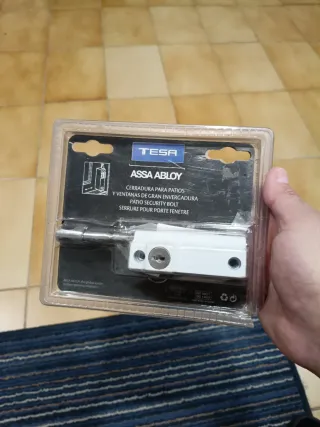 TESA
ASSA ABLOY
CERRADURA PARA PATIOS
Y VENTANAS DE GRAN ENVERGADURA
PATIO SECURITY BOLT
SERRURE POUR PORTE FENETRE